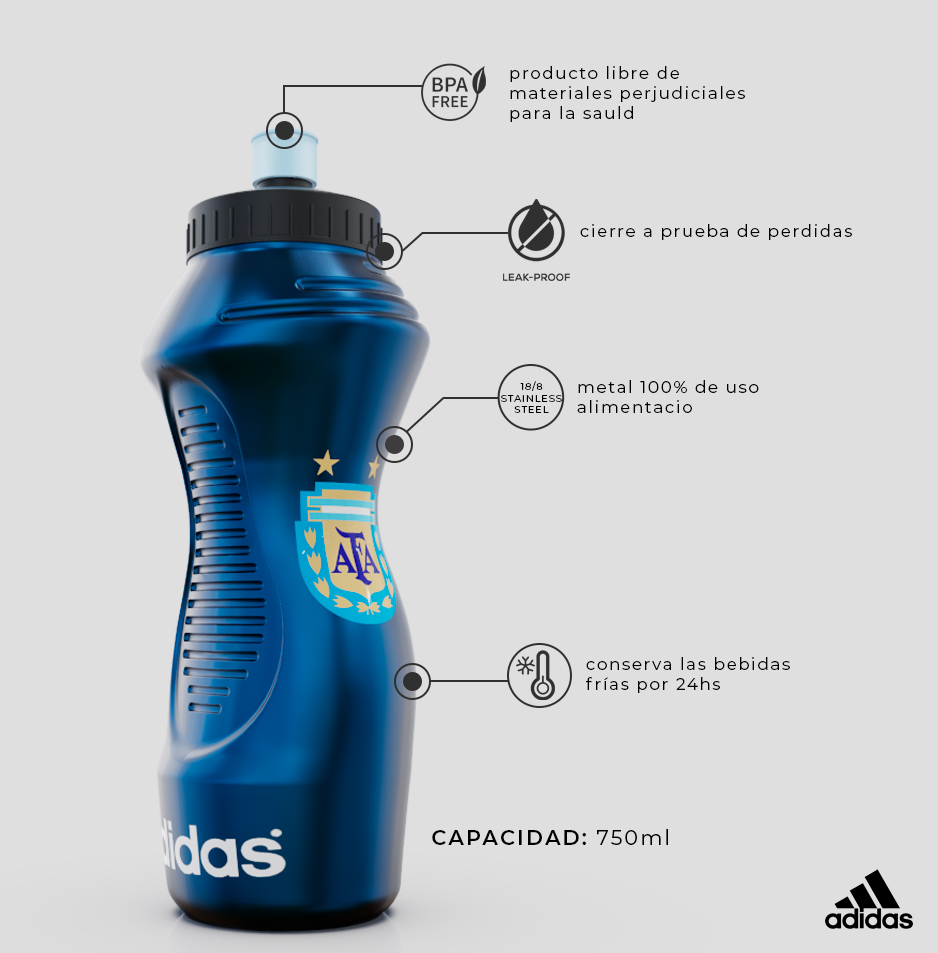 BPA
FREE
producto libre de
materiales perjudiciales
para la sauld
cierre a prueba de perdidas
LEAK-PROOF
18/8
STAINLESS
STEEL
metal 100% de uso
alimentacio
AFA
conserva las bebidas
frías por 24hs
CAPACIDAD: 750ml
adidas
adidas